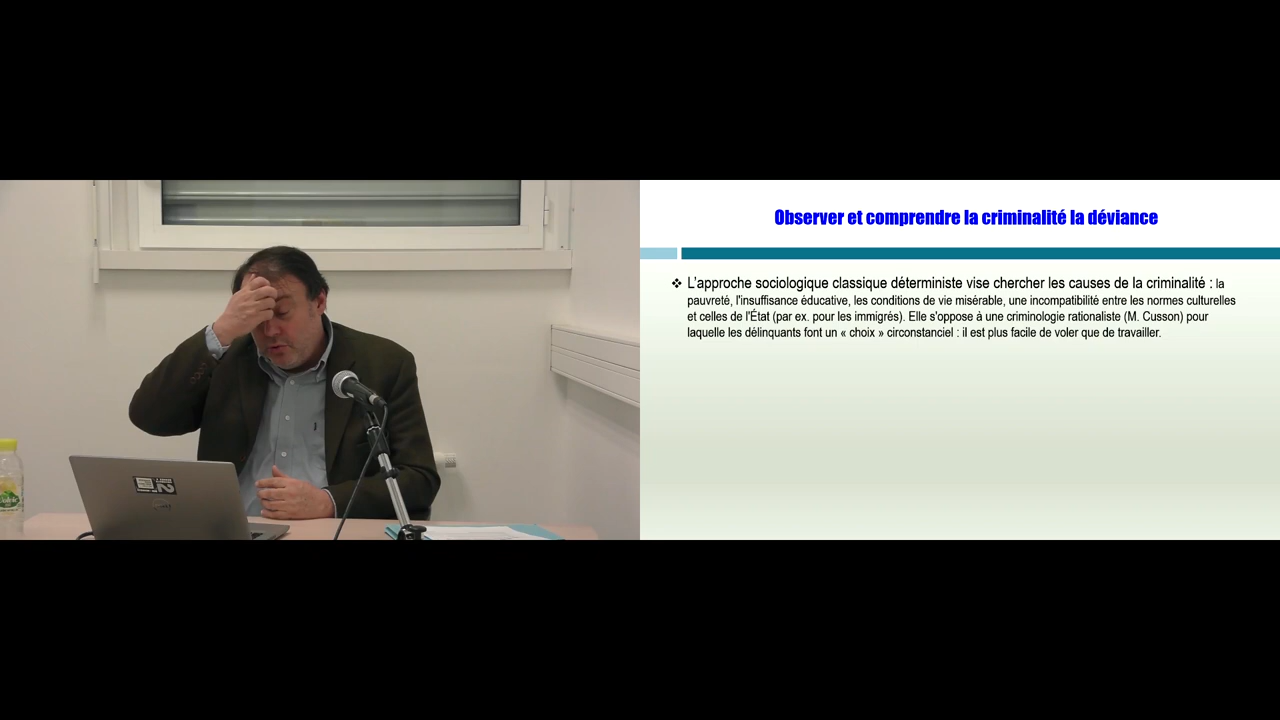 Observer et comprendre la criminalité la déviance
❖ L'approche sociologique classique déterministe vise chercher les causes de la criminalité : la
pauvreté, l'insuffisance éducative, les conditions de vie misérable, une incompatibilité entre les normes culturelles
et celles de l'État (par ex. pour les immigrés). Elle s'oppose à une criminologie rationaliste (M. Cusson) pour
laquelle les délinquants font un « choix » circonstanciel : il est plus facile de voler que de travailler.